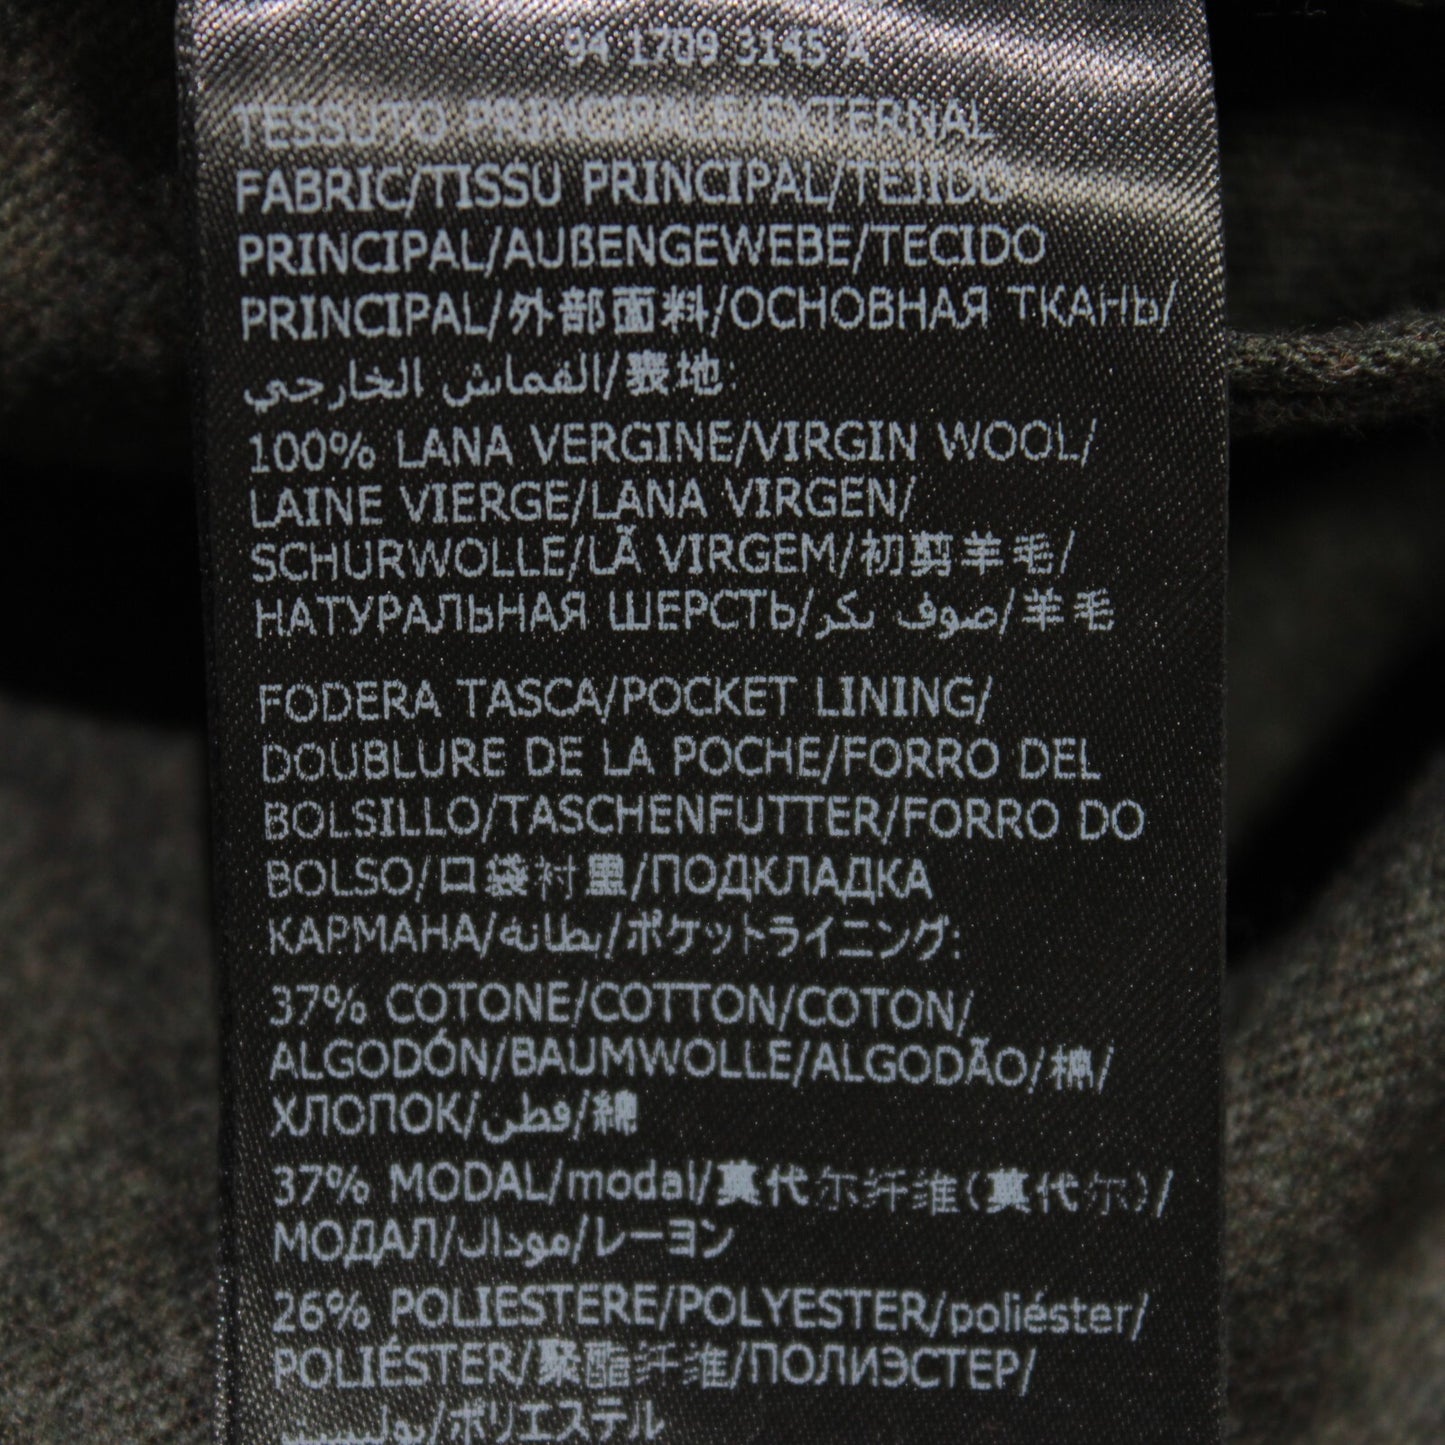 94 1709 3145 A
TESSUTO PRINCIPALE/EXTERNAL
FABRIC/TISSU PRINCIPAL/TEJIDO
PRINCIPAL/AUßENGEWEBE/TECIDO
PRINCIPAL/外部面料/ОСНОВНАЯ ТКАНЬ/
القماش الخارجي/表地:
100% LANA VERGINE/VIRGIN WOOL/
LAINE VIERGE/LANA VIRGEN/
SCHURWOLLE/LÃ VIRGEM/初剪羊毛/
НАТУРАЛЬНАЯ ШЕРСТЬ/صوف بكر/羊毛
FODERA TASCA/POCKET LINING/
DOUBLURE DE LA POCHE/FORRO DEL
BOLSILLO/TASCHENFUTTER/FORRO DO
BOLSO/口袋衬里/ПОДКЛАДКА
КАРМАНА/بطانه/ポケットライニング:
37% COTONE/COTTON/COTON/
ALGODÓN/BAUMWOLLE/ALGODÃO/棉/
ХЛОПОК/قطن/綿
37% MODAL/modal/莫代尔纤维(莫代尔)/
МОДАЛ/مودال/レーヨン
26% POLIESTERE/POLYESTER/poliéster/
POLIÉSTER/聚酯纤维/ПОЛИЭСТЕР/
بوليستر/ポリエステル